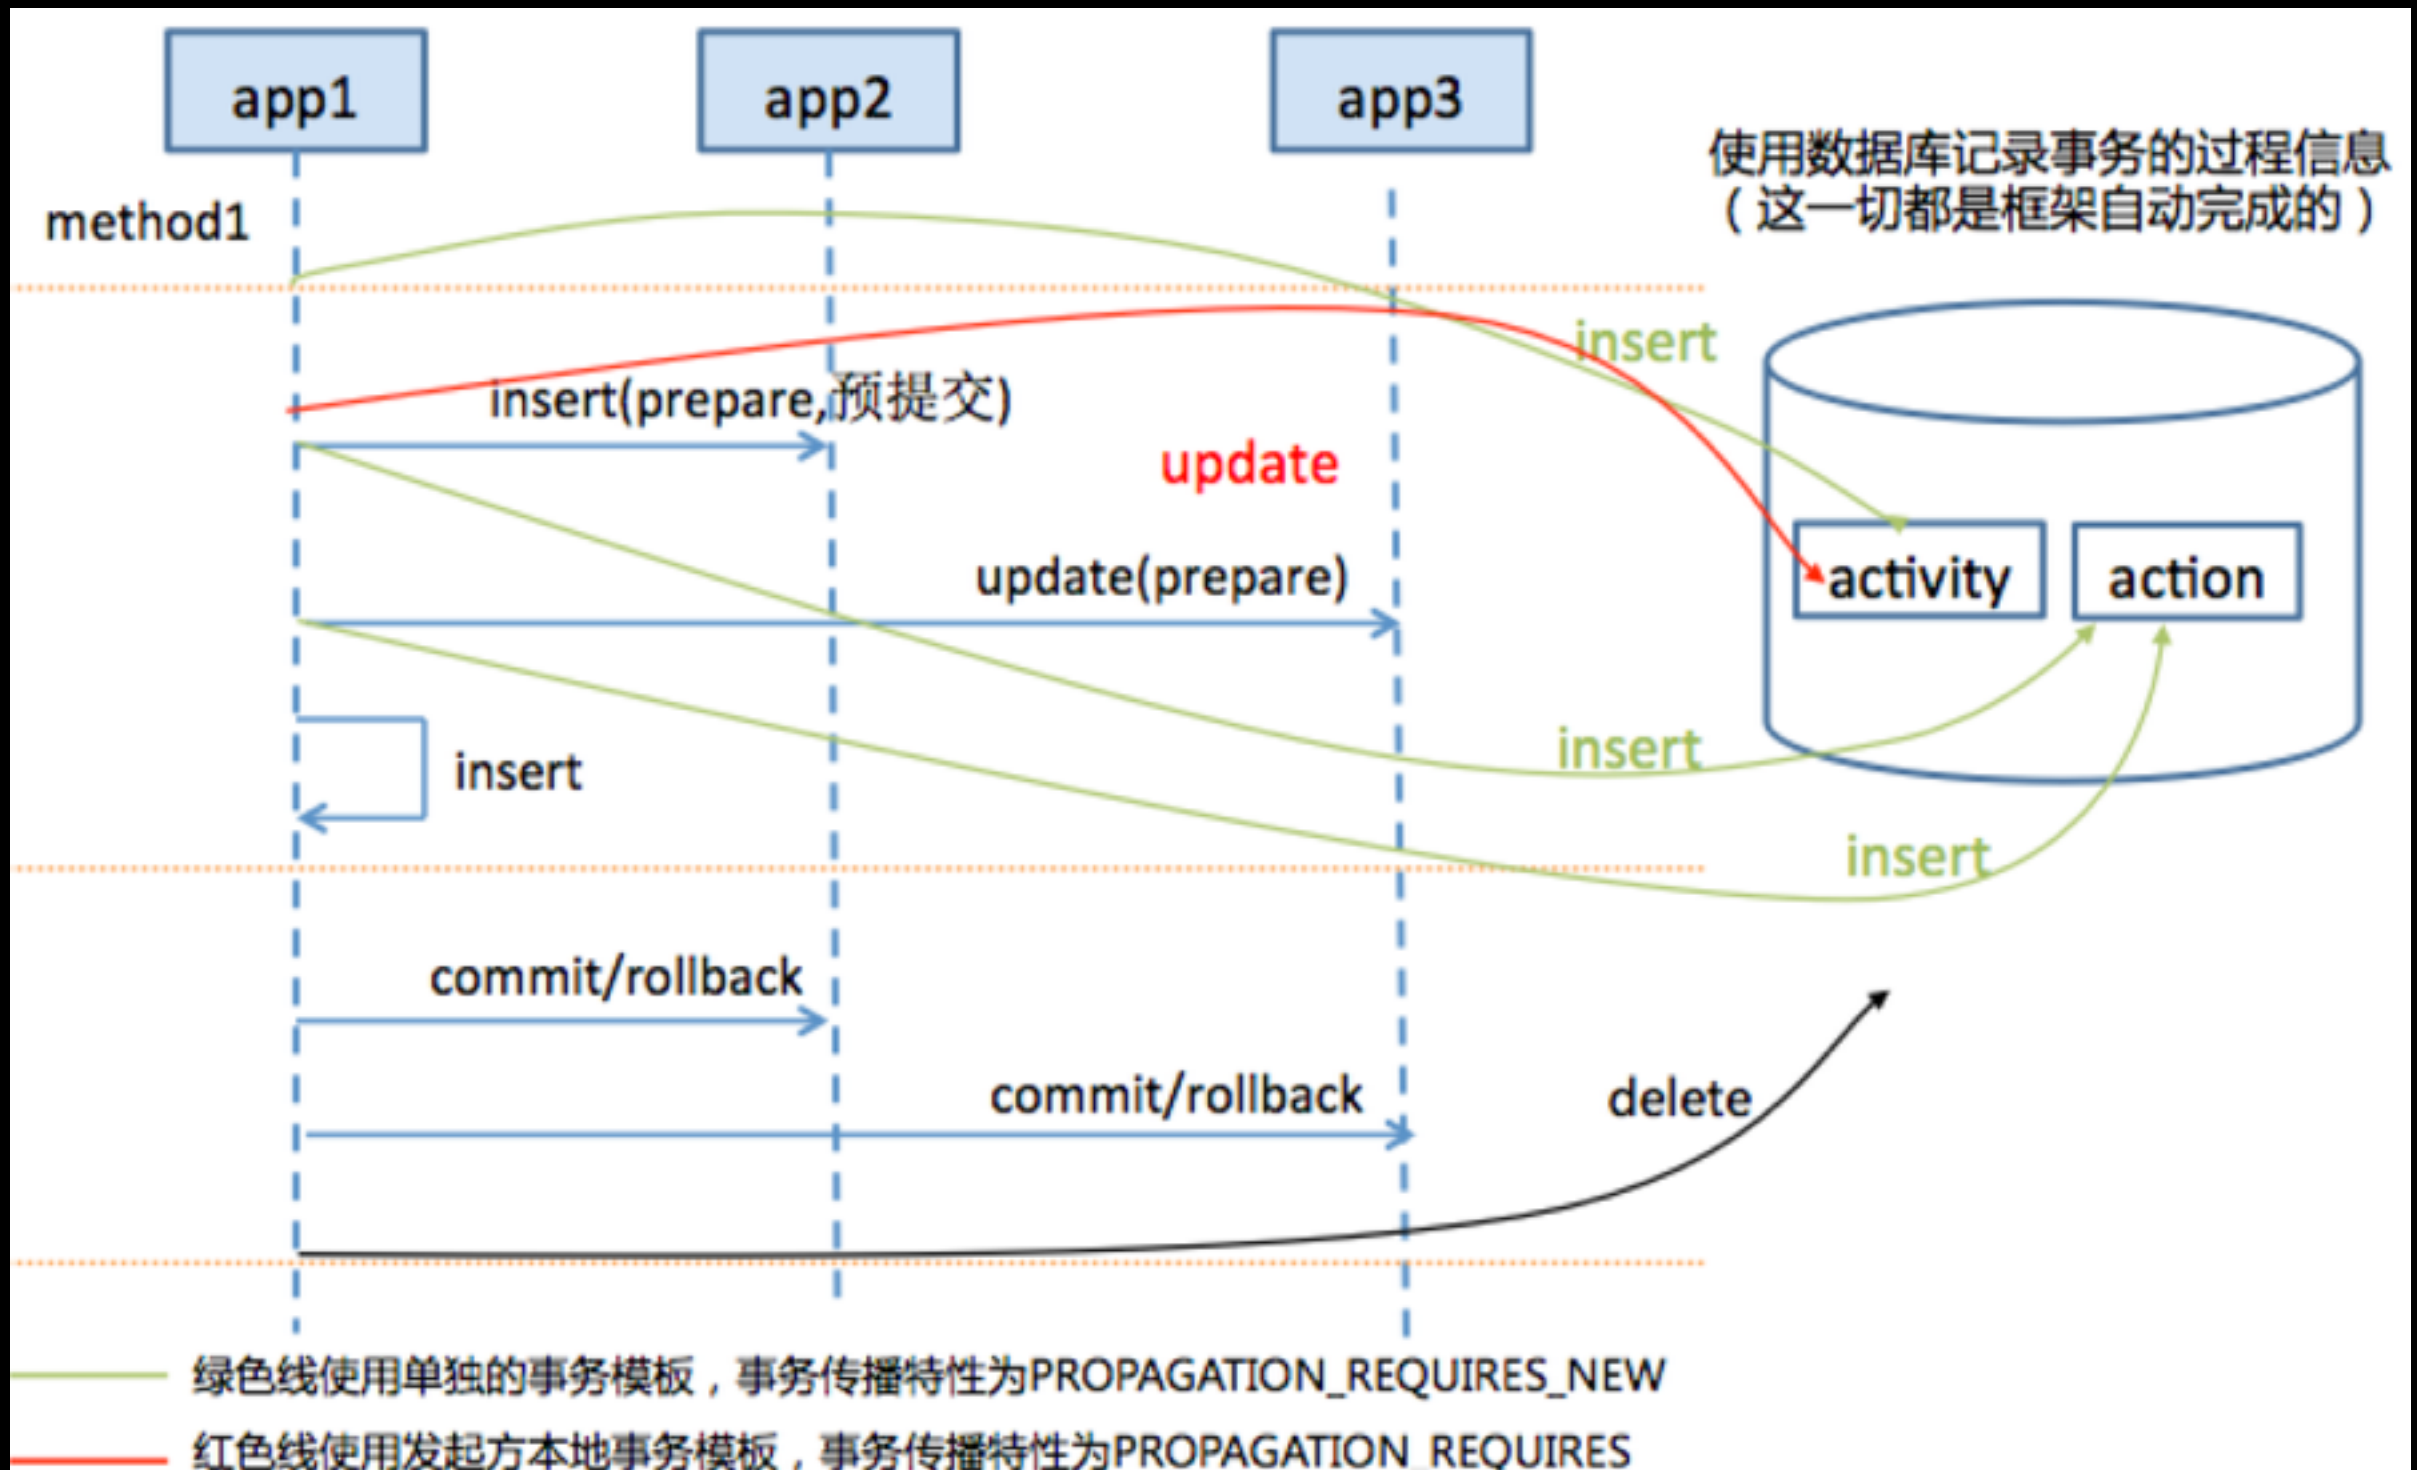 app1
app2
app3
使用数据库记录事务的过程信息
（这一切都是框架自动完成的）
method1
insert
insert(prepare,预提交)
update
update(prepare)
activity
action
insert
insert
insert
commit/rollback
commit/rollback
delete
绿色线使用单独的事务模板，事务传播特性为PROPAGATION_REQUIRES_NEW
红色线使用发起方本地事务模板，事务传播特性为PROPAGATION_REQUIRES